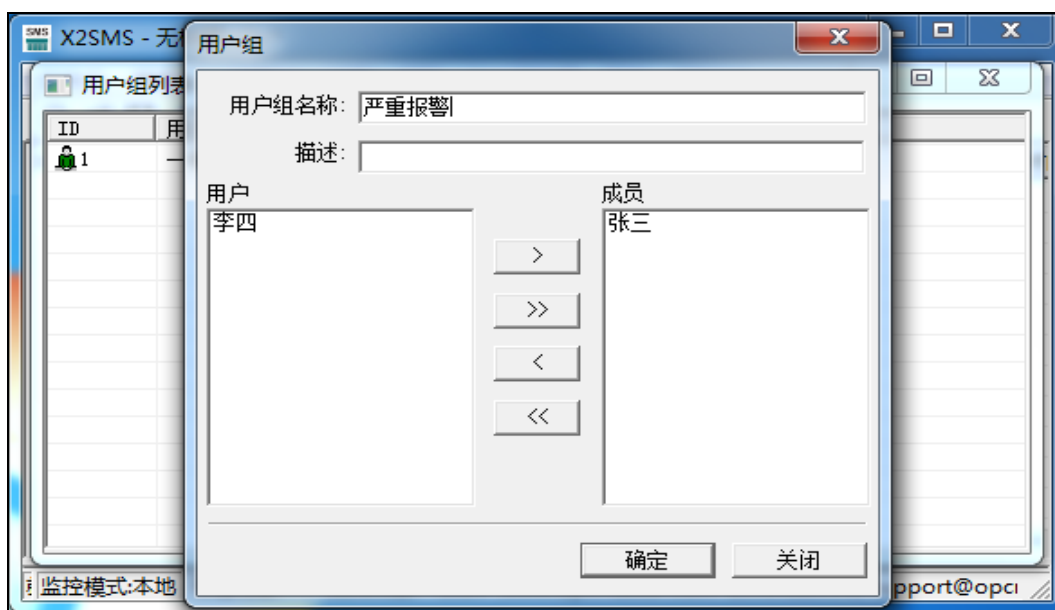 X2SMS - 无
用户组
用户组列表
ID
用
1
一
用户组名称:
严重报警
描述:
用户
成员
李四
张三
>
>>
<
<<
确定
关闭
监控模式:本地
pport@opc